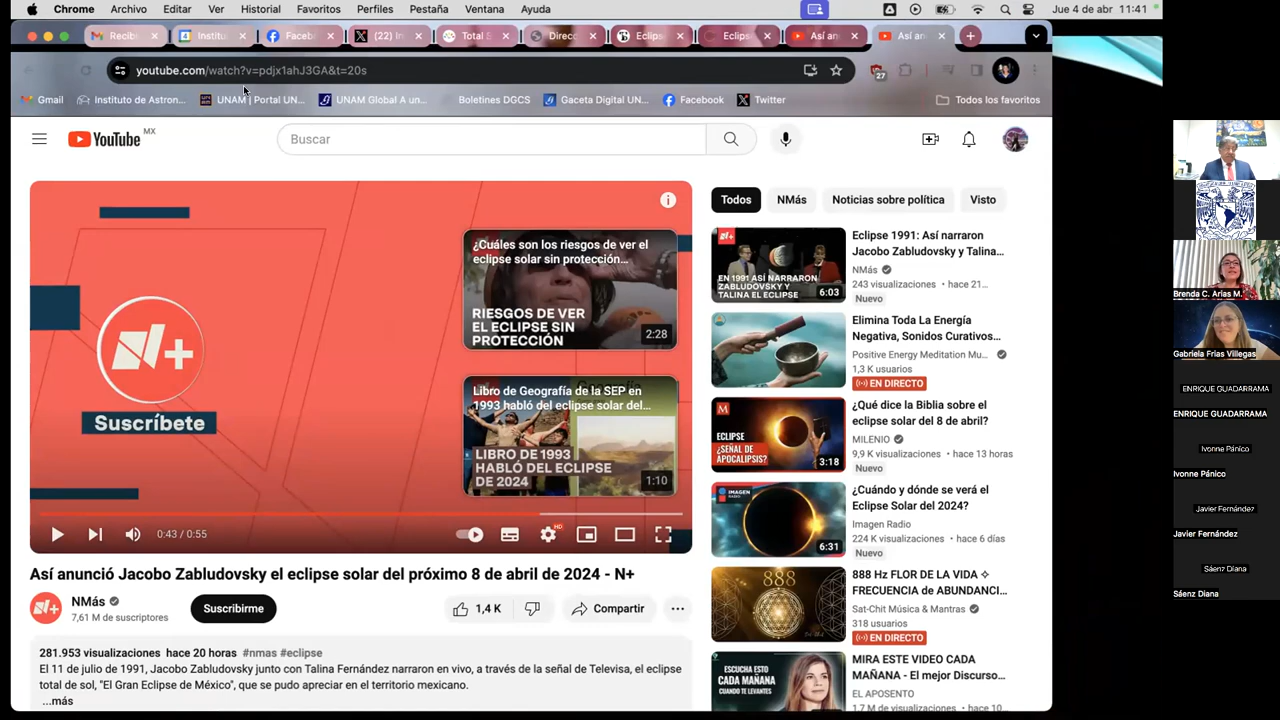 Chrome Archivo Editar Ver Historial Favoritos Perfiles Pestaña Ventana Ayuda Jue 4 de abr 11:41
Recibi Institu Faceb (22) In Total S Direcc Eclips Eclips Así an Así an
youtube.com/watch?v=pdjx1ahJ3GA&t=20s 27
Gmail Instituto de Astron... UNAM | Portal UN... UNAM Global A un... Boletines DGCS Gaceta Digital UN... Facebook Twitter Todos los favoritos
YouTube MX
Buscar
¿Cuáles son los riesgos de ver el
eclipse solar sin protección...
RIESGOS DE VER
EL ECLIPSE SIN
PROTECCIÓN
2:28
Libro de Geografía de la SEP en
1993 habló del eclipse solar del...
LIBRO DE 1993
HABLÓ DEL ECLIPSE
DE 2024
1:10
Suscríbete
0:43 / 0:55
HD
Así anunció Jacobo Zabludovsky el eclipse solar del próximo 8 de abril de 2024 - N+
NMás
7,61 M de suscriptores
Suscribirme
1,4 K
Compartir
281.953 visualizaciones hace 20 horas #nmas #eclipse
El 11 de julio de 1991, Jacobo Zabludovsky junto con Talina Fernández narraron en vivo, a través de la señal de Televisa, el eclipse
total de sol, "El Gran Eclipse de México", que se pudo apreciar en el territorio mexicano.
...más
Todos NMás Noticias sobre política Visto
EN 1991 ASÍ NARRARON
ZABLUDOVSKY Y
TALINA EL ECLIPSE
6:03
Eclipse 1991: Así narraron
Jacobo Zabludovsky y Talina...
NMás
243 visualizaciones • hace 21...
Nuevo
Elimina Toda La Energía
Negativa, Sonidos Curativos...
Positive Energy Meditation Mu...
1,3 K usuarios
EN DIRECTO
ECLIPSE
¿SEÑAL DE
APOCALIPSIS?
3:18
¿Qué dice la Biblia sobre el
eclipse solar del 8 de abril?
MILENIO
9,9 K visualizaciones • hace 13 horas
Nuevo
IMAGEN
RADIO
6:31
¿Cuándo y dónde se verá el
Eclipse Solar del 2024?
Imagen Radio
224 K visualizaciones • hace 6 días
Nuevo
888
888 Hz FLOR DE LA VIDA ✧
FRECUENCIA de ABUNDANCI...
Sat-Chit Música & Mantras
318 usuarios
EN DIRECTO
ESCUCHA ESTO
CADA MAÑANA
CUANDO TE LEVANTES
MIRA ESTE VIDEO CADA
MAÑANA - El mejor Discurso...
EL APOSENTO
1,7 M de visualizaciones • hace 10...
Brenda C. Arias M.
Gabriela Frías Villegas
ENRIQUE GUADARRAMA
ENRIQUE GUADARRAMA
Ivonne Pánico
Ivonne Pánico
Javier Fernández
Javier Fernández
Sáenz Diana
Sáenz Diana